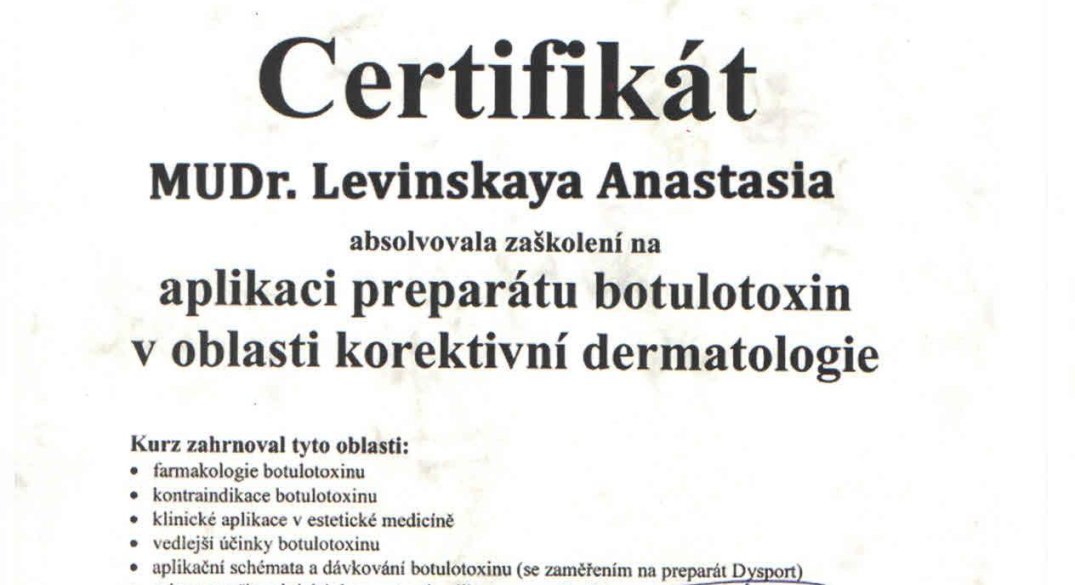 Certifikát
MUDr. Levinskaya Anastasia
absolvovala zaškolení na
aplikaci preparátu botulotoxin
v oblasti korektivní dermatologie
Kurz zahrnoval tyto oblasti:
• farmakologie botulotoxinu
• kontraindikace botulotoxinu
• klinické aplikace v estetické medicíně
• vedlejší účinky botulotoxinu
• aplikační schémata a dávkování botulotoxinu (se zaměřením na preparát Dysport)